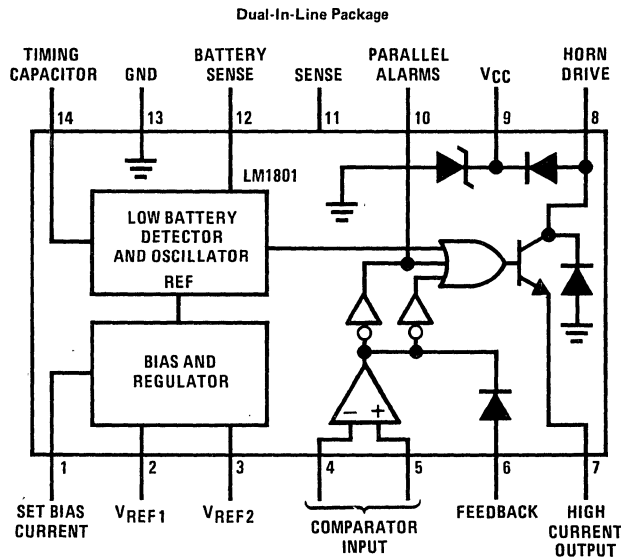 Dual-In-Line Package
TIMING
CAPACITOR
GND
BATTERY
SENSE
SENSE
PARALLEL
ALARMS
VCC
HORN
DRIVE
14
13
12
11
10
9
8
LM1801
LOW BATTERY
DETECTOR
AND OSCILLATOR
REF
BIAS AND
REGULATOR
− +
1
2
3
4
5
6
7
SET BIAS
CURRENT
VREF1
VREF2
COMPARATOR
INPUT
FEEDBACK
HIGH
CURRENT
OUTPUT